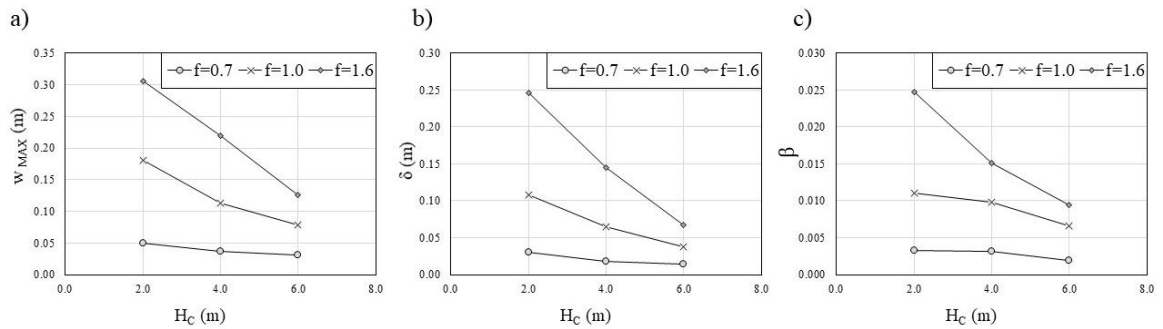 a)
0.35
0.30
0.25
0.20
0.15
0.10
0.05
0.00
w MAX (m)
f=0.7 f=1.0 f=1.6
0.0 2.0 4.0 6.0 8.0
HC (m)
b)
0.30
0.25
0.20
0.15
0.10
0.05
0.00
δ (m)
f=0.7 f=1.0 f=1.6
0.0 2.0 4.0 6.0 8.0
HC (m)
c)
0.030
0.025
0.020
0.015
0.010
0.005
0.000
β
f=0.7 f=1.0 f=1.6
0.0 2.0 4.0 6.0 8.0
HC (m)